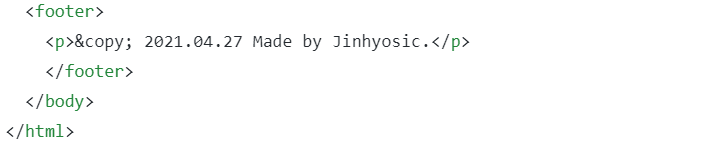 <footer>
<p>&copy; 2021.04.27 Made by Jinhyosic.</p>
</footer>
</body>
</html>